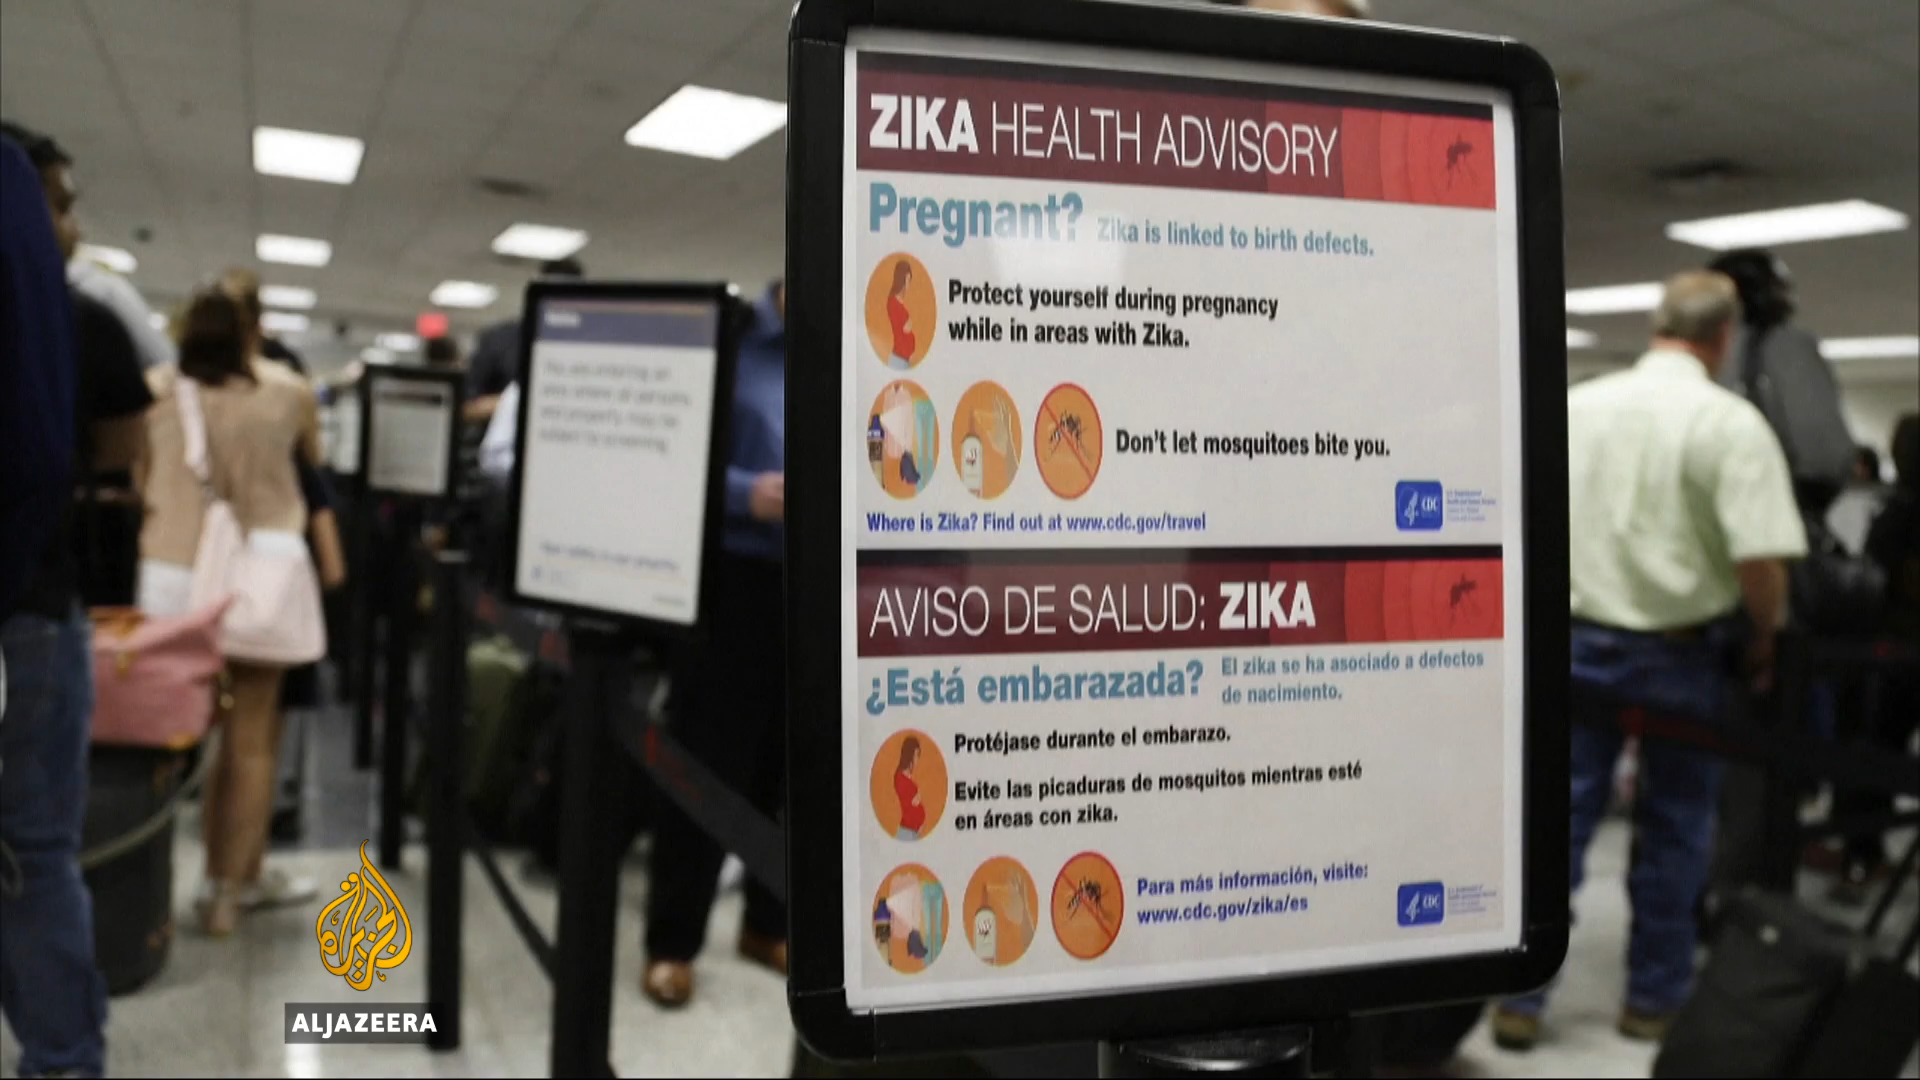 ZIKA HEALTH ADVISORY
Pregnant? Zika is linked to birth defects.
Protect yourself during pregnancy
while in areas with Zika.
Don't let mosquitoes bite you.
Where is Zika? Find out at www.cdc.gov/travel
CDC
AVISO DE SALUD: ZIKA
¿Está embarazada? El zika se ha asociado a defectos
de nacimiento.
Protéjase durante el embarazo.
Evite las picaduras de mosquitos mientras esté
en áreas con zika.
Para más información, visite:
www.cdc.gov/zika/es
CDC
الجزيرة
ALJAZEERA